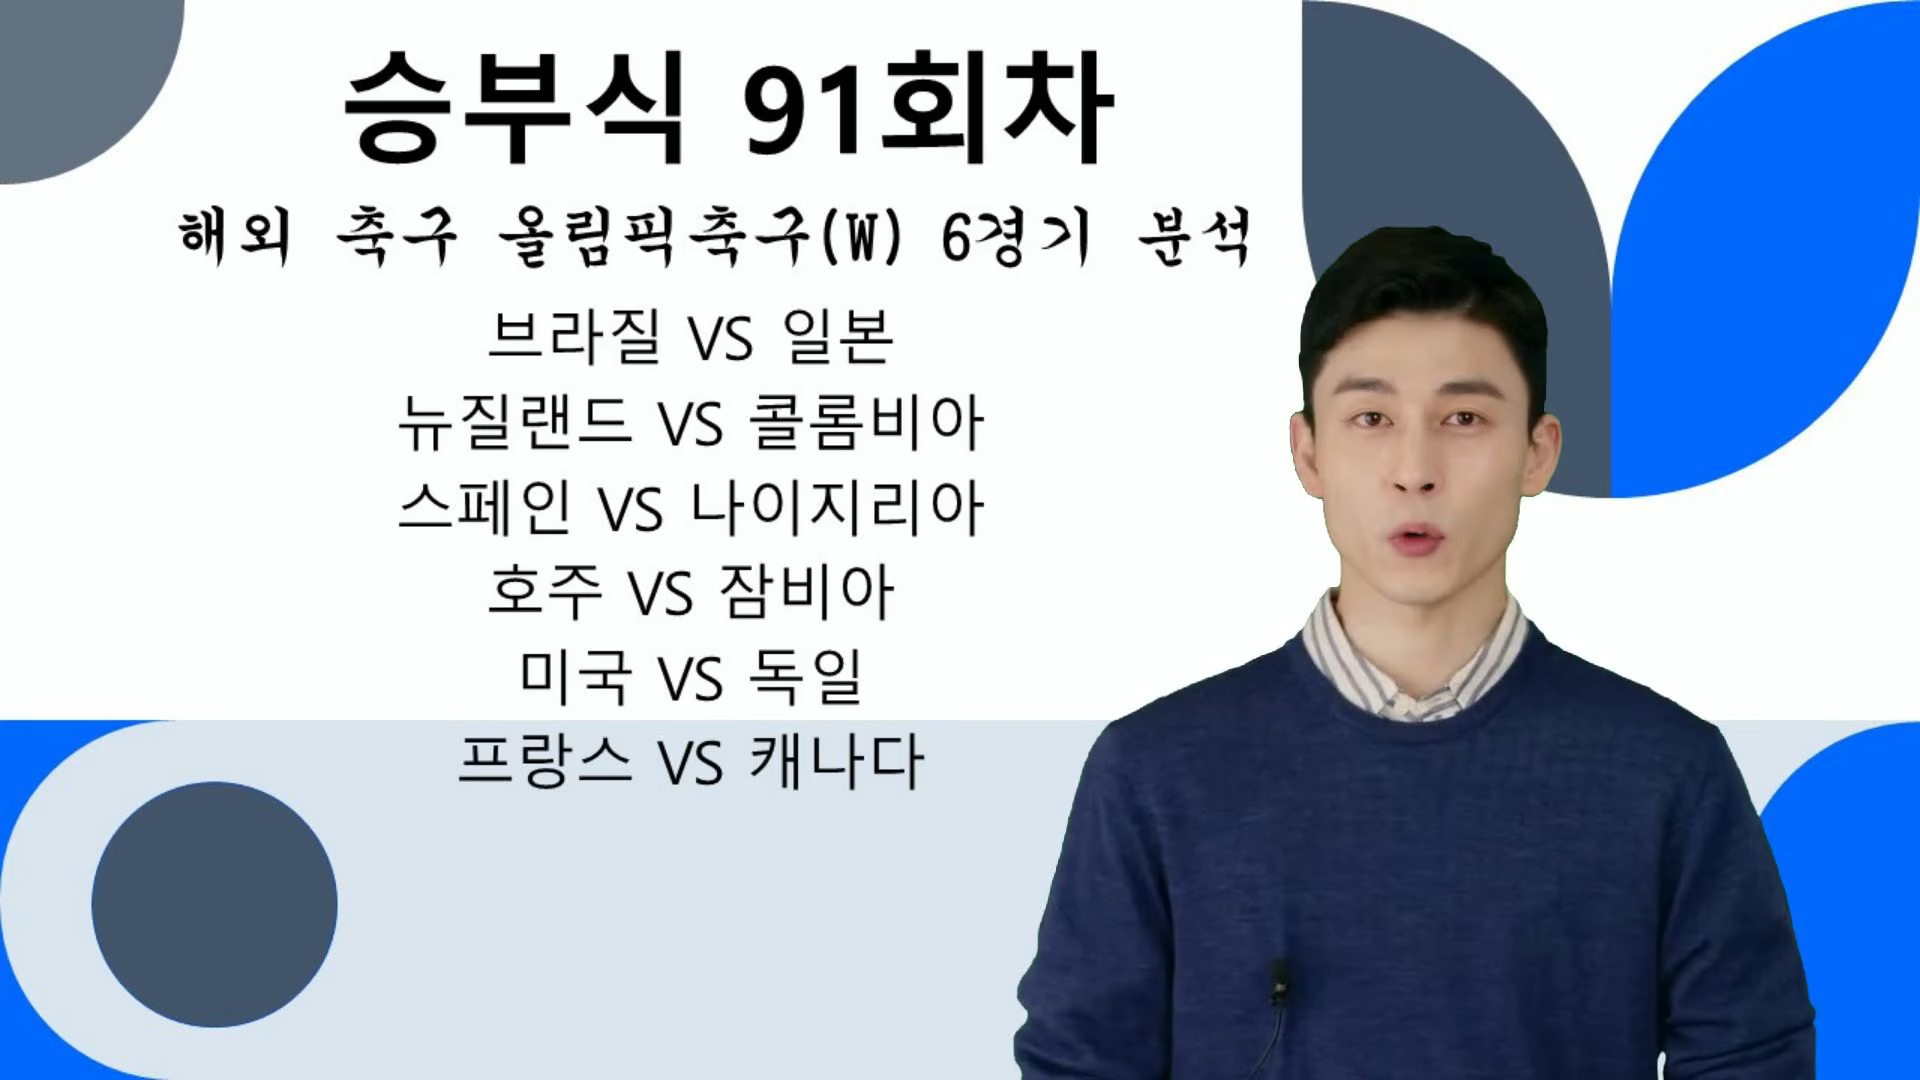 승부식 91회차
해외 축구 올림픽축구(W) 6경기 분석
브라질 VS 일본
뉴질랜드 VS 콜롬비아
스페인 VS 나이지리아
호주 VS 잠비아
미국 VS 독일
프랑스 VS 캐나다